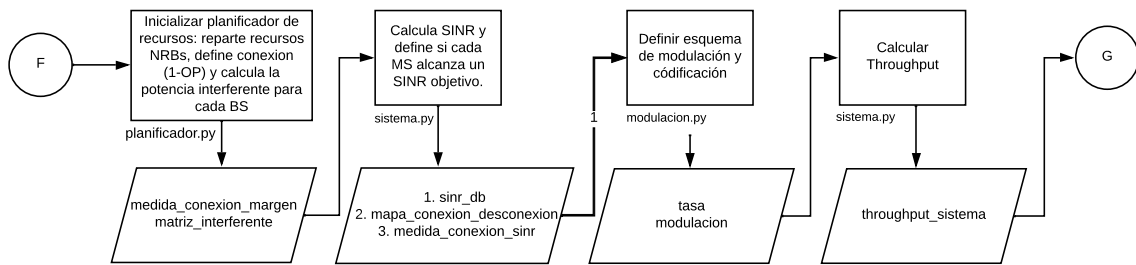 F
Inicializar planificador de
recursos: reparte recursos
NRBs, define conexion
(1-OP) y calcula la
potencia interferente para
cada BS
planificador.py
medida_conexion_margen
matriz_interferente
Calcula SINR y
define si cada
MS alcanza un
SINR objetivo.
sistema.py
1. sinr_db
2. mapa_conexion_desconexion
3. medida_conexion_sinr
1
Definir esquema
de modulación y
códificación
modulacion.py
tasa
modulacion
Calcular
Throughput
sistema.py
throughput_sistema
G